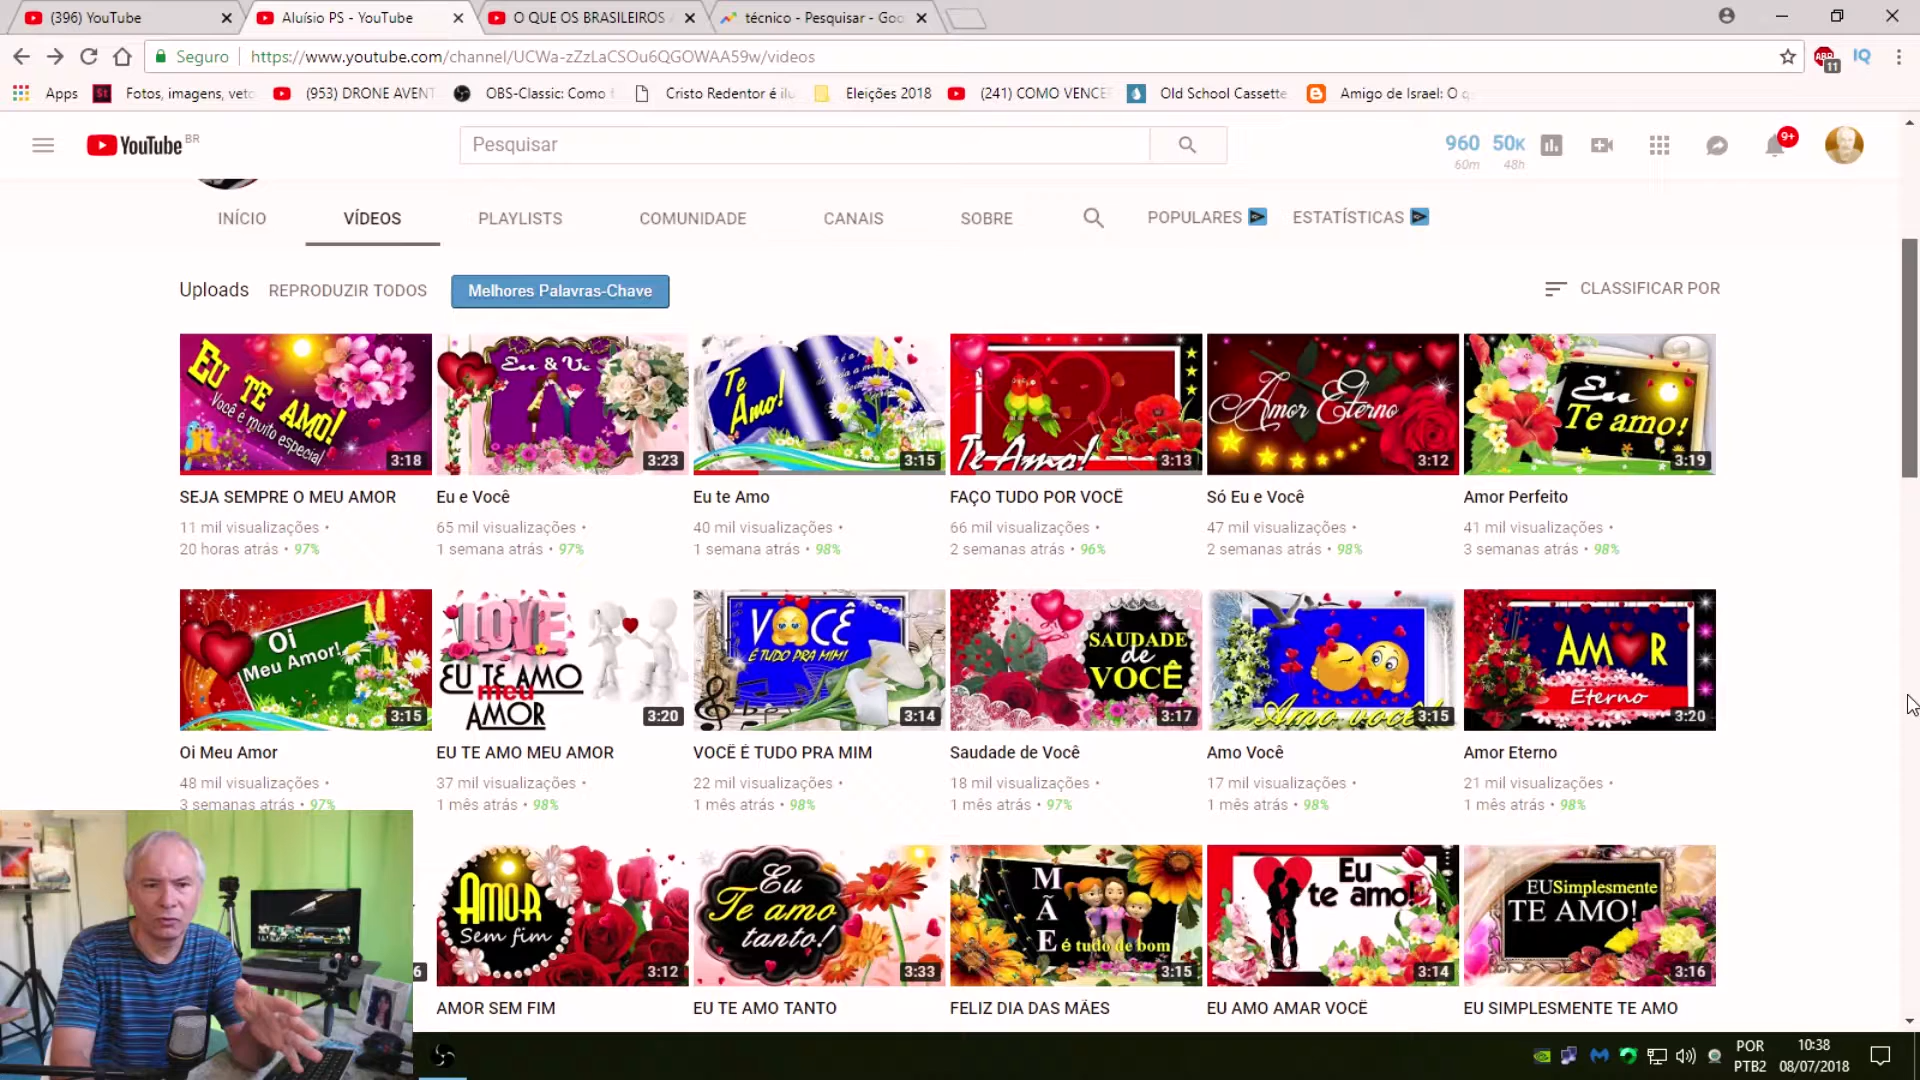 (396) YouTube
Aluísio PS - YouTube
O QUE OS BRASILEIROS
técnico - Pesquisar - Goo
Seguro
https://www.youtube.com/channel/UCWa-zZzLaCSOu6QGOWAA59w/videos
ABP
11
IQ
Apps
St
Fotos, imagens, veto
(953) DRONE AVENT
OBS-Classic: Como
Cristo Redentor é ilu
Eleições 2018
(241) COMO VENCE
Old School Cassette
Amigo de Israel: O q
YouTube BR
Pesquisar
960
60m
50K
48h
9+
INÍCIO
VÍDEOS
PLAYLISTS
COMUNIDADE
CANAIS
SOBRE
POPULARES
ESTATÍSTICAS
Uploads
REPRODUZIR TODOS
Melhores Palavras-Chave
CLASSIFICAR POR
EU TE AMO!
Você é muito especial
3:18
Eu & Vc
3:23
Te Amo!
3:15
Te Amo!
3:13
Amor Eterno
3:12
Eu
Te amo!
3:19
SEJA SEMPRE O MEU AMOR
11 mil visualizações •
20 horas atrás • 97%
Eu e Você
65 mil visualizações •
1 semana atrás • 97%
Eu te Amo
40 mil visualizações •
1 semana atrás • 98%
FAÇO TUDO POR VOCÊ
66 mil visualizações •
2 semanas atrás • 96%
Só Eu e Você
47 mil visualizações •
2 semanas atrás • 98%
Amor Perfeito
41 mil visualizações •
3 semanas atrás • 98%
Oi
Meu Amor!
3:15
LOVE
EU TE AMO
meu
AMOR
3:20
VOCÊ
É TUDO PRA MIM!
3:14
SAUDADE
de
VOCÊ
3:17
Amo você!
3:15
AMOR
Eterno
3:20
Oi Meu Amor
48 mil visualizações •
3 semanas atrás • 97%
EU TE AMO MEU AMOR
37 mil visualizações •
1 mês atrás • 98%
VOCÊ É TUDO PRA MIM
22 mil visualizações •
1 mês atrás • 98%
Saudade de Você
18 mil visualizações •
1 mês atrás • 97%
Amo Você
17 mil visualizações •
1 mês atrás • 98%
Amor Eterno
21 mil visualizações •
1 mês atrás • 98%
6
AMOR
Sem fim
3:12
Eu
Te amo
tanto!
3:33
MÃE
é tudo de bom
3:15
Eu
te amo!
3:14
EU Simplesmente
TE AMO!
3:16
AMOR SEM FIM
EU TE AMO TANTO
FELIZ DIA DAS MÃES
EU AMO AMAR VOCÊ
EU SIMPLESMENTE TE AMO
POR
PTB2
10:38
08/07/2018